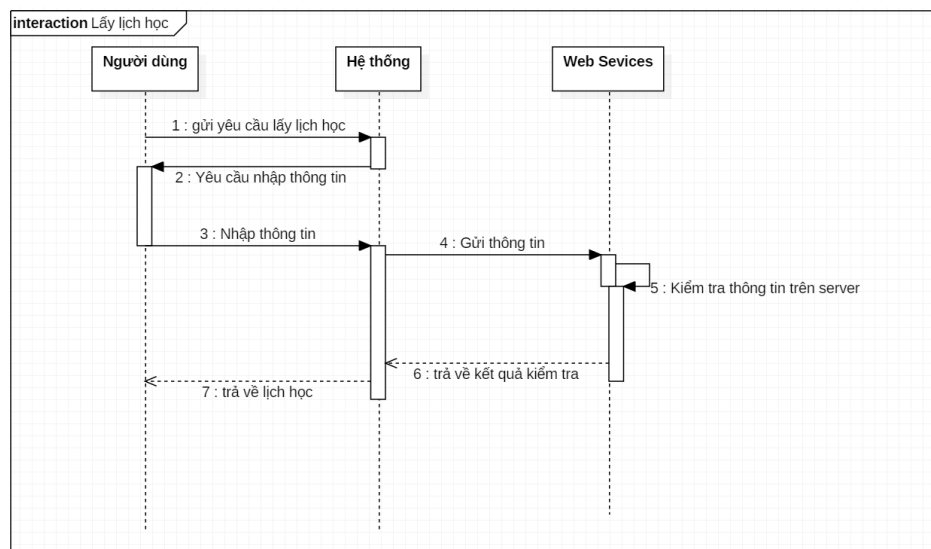 interaction Lấy lịch học
Người dùng
Hệ thống
Web Sevices
1 : gửi yêu cầu lấy lịch học
2 : Yêu cầu nhập thông tin
3 : Nhập thông tin
4 : Gửi thông tin
5 : Kiểm tra thông tin trên server
6 : trả về kết quả kiểm tra
7 : trả về lịch học